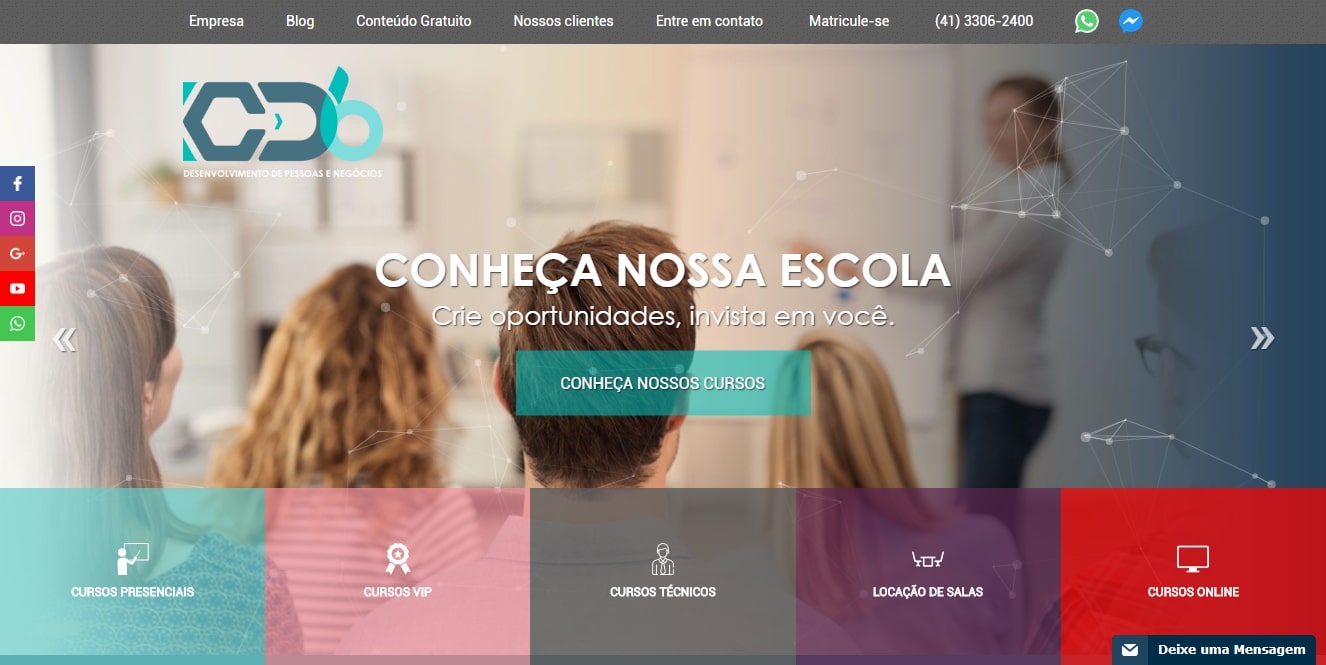 Empresa
Blog
Conteúdo Gratuito
Nossos clientes
Entre em contato
Matricule-se
(41) 3306-2400
CDb
DESENVOLVIMENTO DE PESSOAS E NEGÓCIOS
CONHEÇA NOSSA ESCOLA
Crie oportunidades, invista em você.
CONHEÇA NOSSOS CURSOS
CURSOS PRESENCIAIS
CURSOS VIP
CURSOS TÉCNICOS
LOCAÇÃO DE SALAS
CURSOS ONLINE
Deixe uma Mensagem